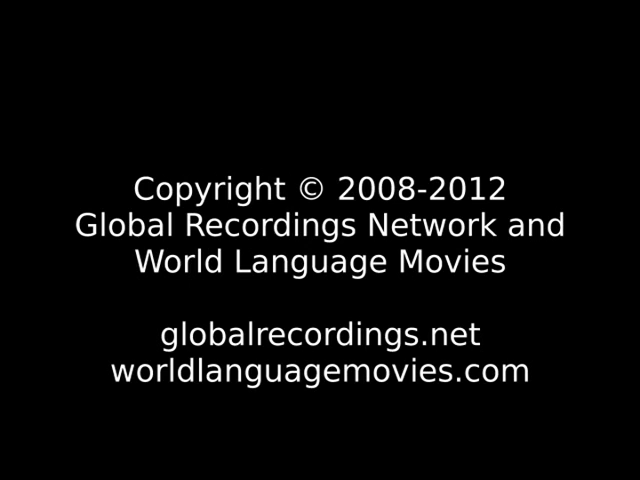 Copyright © 2008-2012
Global Recordings Network and
World Language Movies
globalrecordings.net
worldlanguagemovies.com